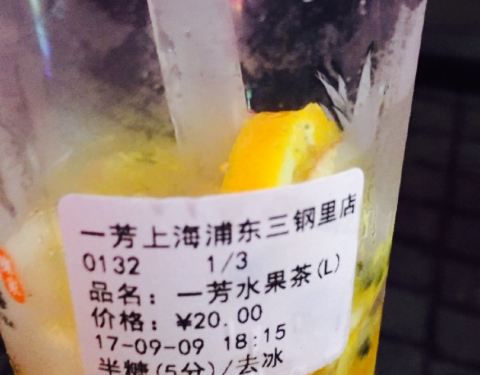 一芳上海浦东三钢里店
0132 1/3
品名: 一芳水果茶(L)
价格: ¥20.00
17-09-09 18:15
半糖(5分)/去冰